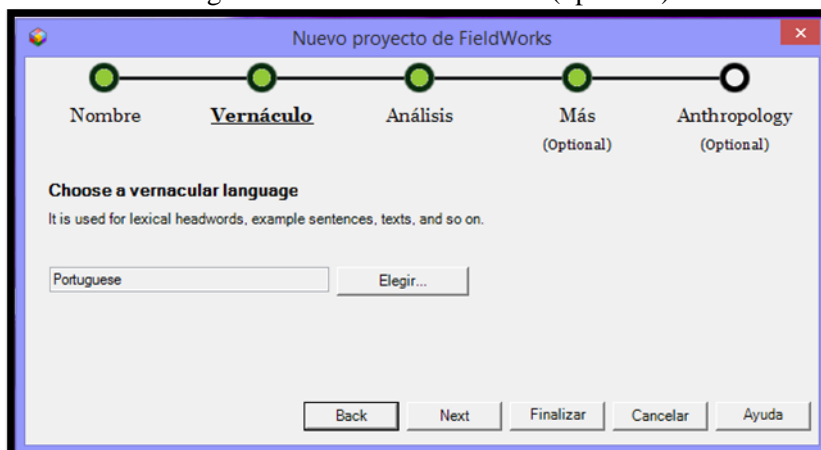 Nuevo proyecto de FieldWorks
Nombre Vernáculo Análisis Más Anthropology
(Optional) (Optional)
Choose a vernacular language
It is used for lexical headwords, example sentences, texts, and so on.
Portuguese Elegir...
Back Next Finalizar Cancelar Ayuda